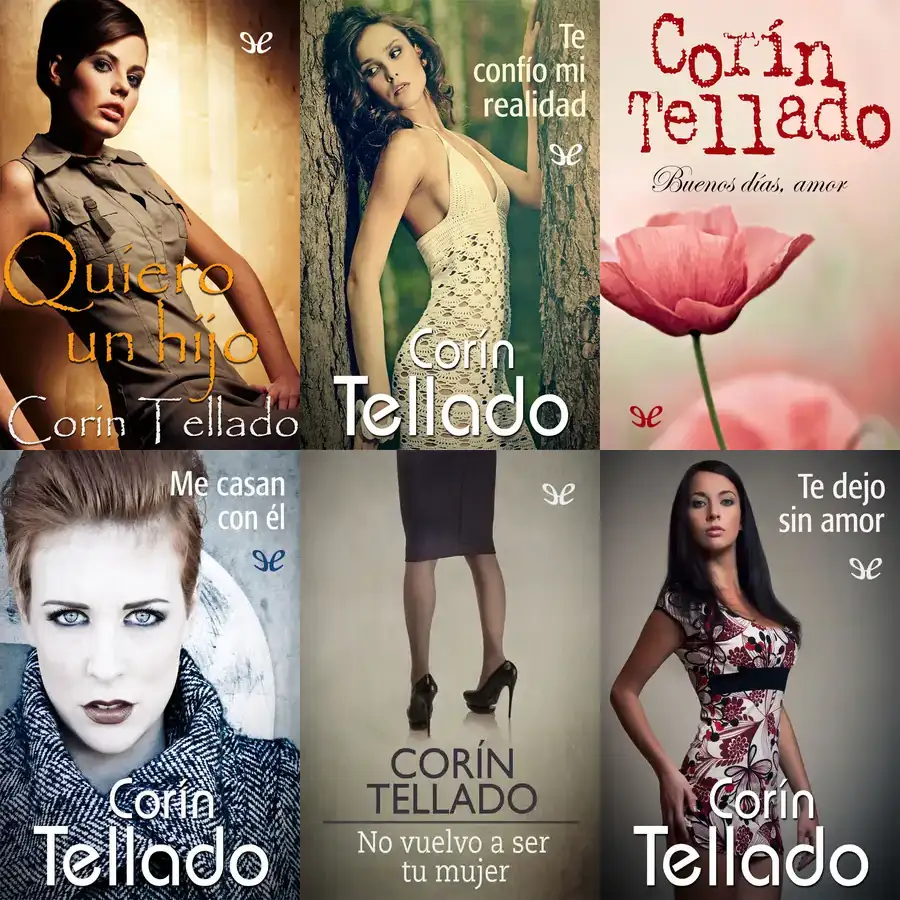 Quiero
un hijo
Corín Tellado
Te
confío mi
realidad
Corín
Tellado
Corín
Tellado
Buenos días, amor
Me casan
con él
Corín
Tellado
CORÍN
TELLADO
No vuelvo a ser
tu mujer
Te dejo
sin amor
Corín
Tellado